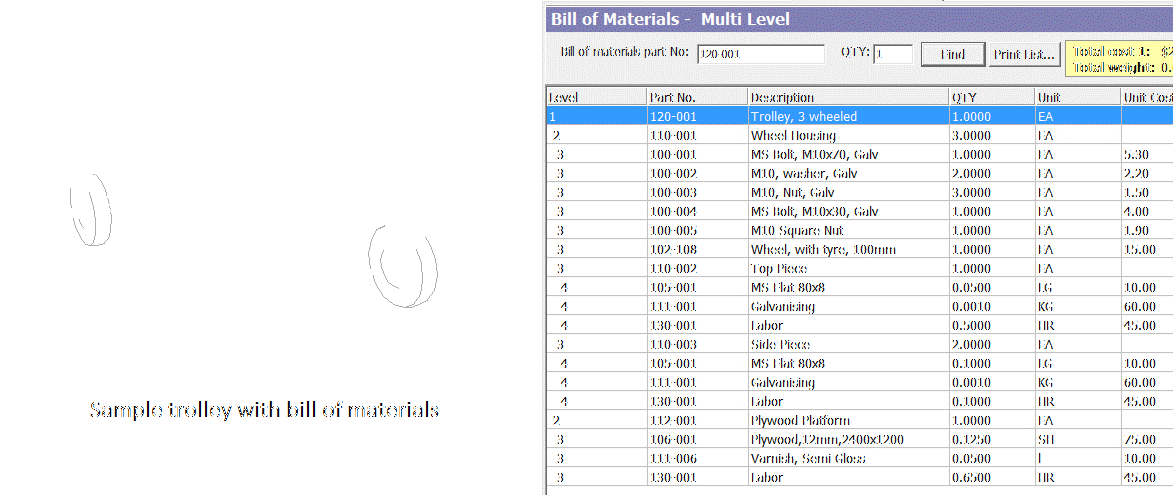 Bill of Materials - Multi Level
Bill of materials part No: 120-001 QTY: 1 Find Print List... Total cost 1: $2
Total weight: 0.
Level Part No. Description QTY Unit Unit Cost
1 120-001 Trolley, 3 wheeled 1.0000 EA
2 110-001 Wheel Housing 3.0000 EA
3 100-001 MS Bolt, M10x70, Galv 1.0000 EA 5.30
3 100-002 M10, washer, Galv 2.0000 EA 2.20
3 100-003 M10, Nut, Galv 3.0000 EA 1.50
3 100-004 MS Bolt, M10x30, Galv 1.0000 EA 4.00
3 100-005 M10 Square Nut 1.0000 EA 1.90
3 102-108 Wheel, with tyre, 100mm 1.0000 EA 15.00
3 110-002 Top Piece 1.0000 EA
4 105-001 MS Flat 80x8 0.0500 LG 10.00
4 111-001 Galvanising 0.0010 KG 60.00
4 130-001 Labor 0.5000 HR 45.00
3 110-003 Side Piece 2.0000 EA
4 105-001 MS Flat 80x8 0.1000 LG 10.00
4 111-001 Galvanising 0.0010 KG 60.00
4 130-001 Labor 0.1000 HR 45.00
2 112-001 Plywood Platform 1.0000 EA
3 106-001 Plywood,12mm,2400x1200 0.1250 SH 75.00
3 111-006 Varnish, Semi Gloss 0.0500 l 10.00
3 130-001 Labor 0.6500 HR 45.00
Sample trolley with bill of materials